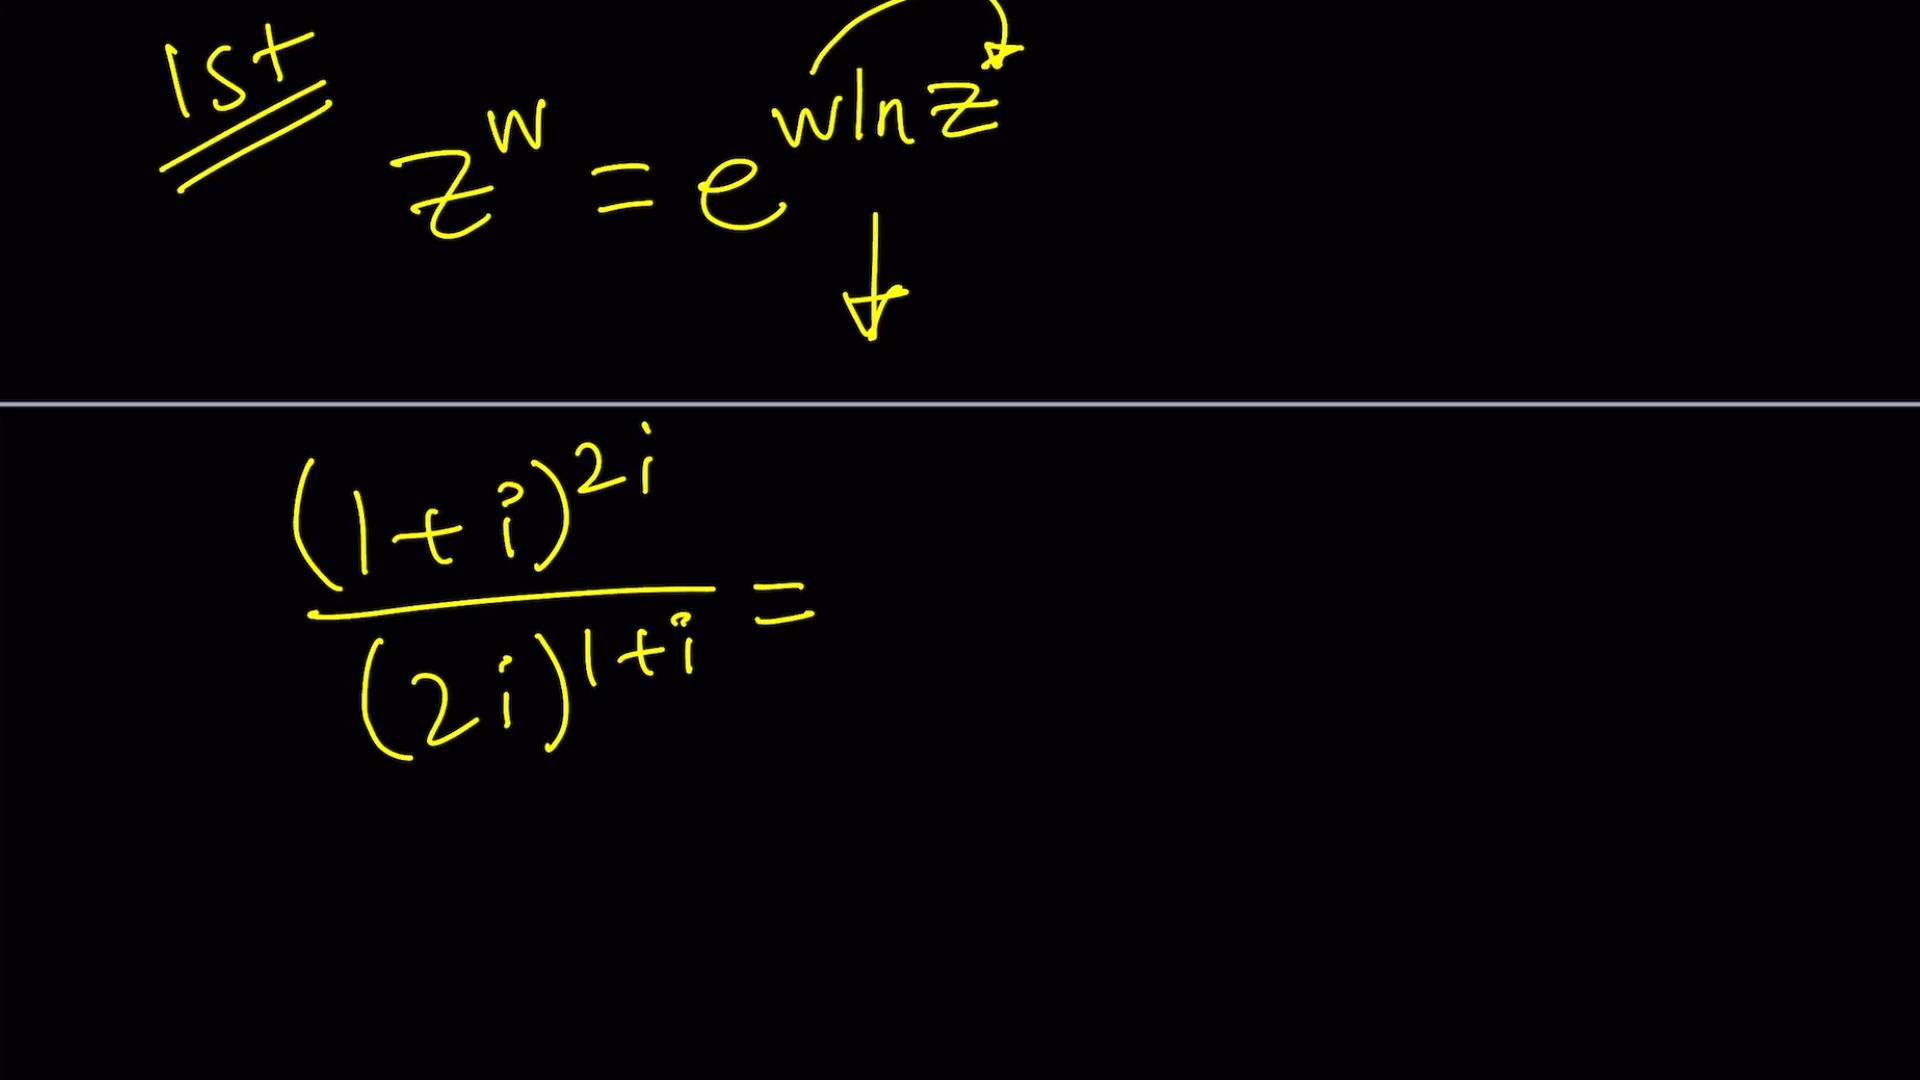 1st
z^w = e^{w ln z}
(1+i)^{2i} / (2i)^{1+i} =